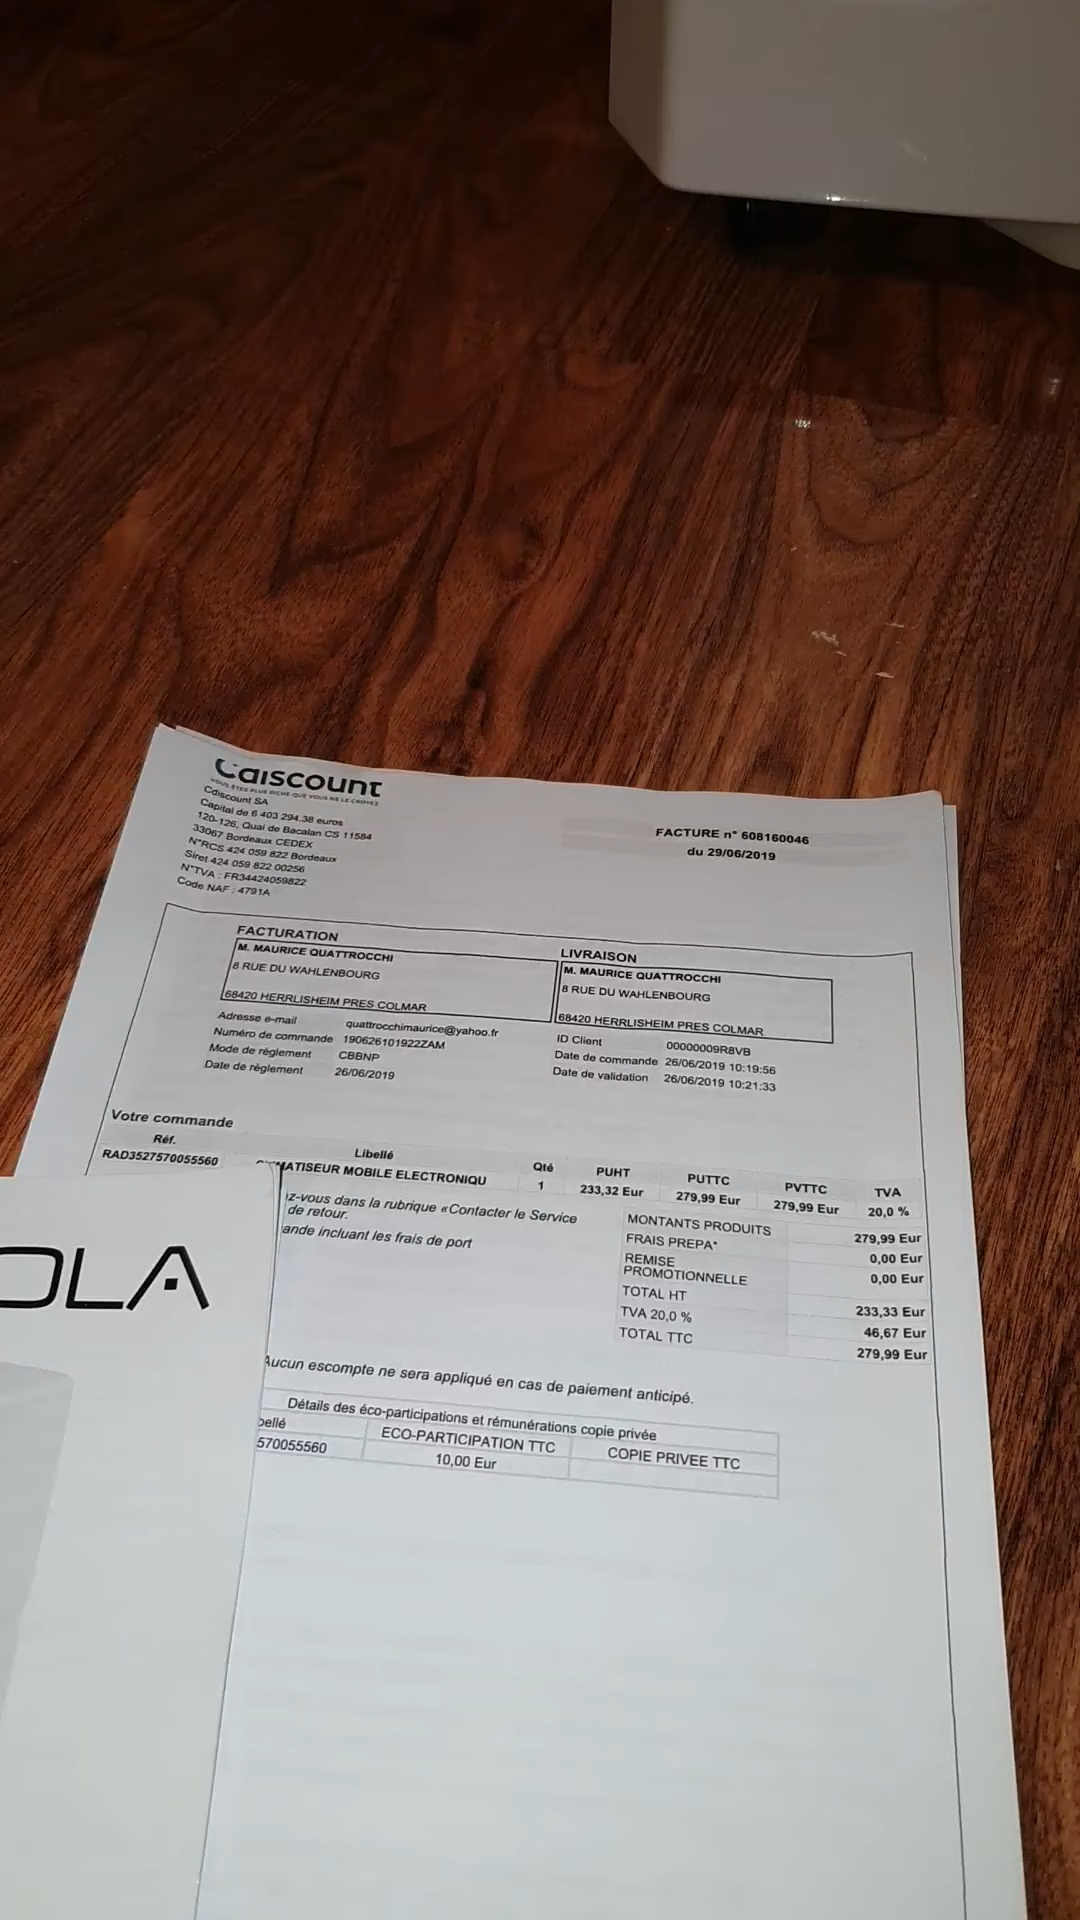 Cdiscount
VOUS ÊTES PLUS RICHE QUE VOUS NE LE CROYEZ
Cdiscount SA
Capital de 6 403 294.38 euros
120-126, Quai de Bacalan CS 11584
33067 Bordeaux CEDEX
N°RCS 424 059 822 Bordeaux
Siret 424 059 822 00256
N°TVA : FR34424059822
Code NAF : 4791A
FACTURE n° 608160046
du 29/06/2019
FACTURATION
M. MAURICE QUATTROCCHI
8 RUE DU WAHLENBOURG
68420 HERRLISHEIM PRES COLMAR
LIVRAISON
M. MAURICE QUATTROCCHI
8 RUE DU WAHLENBOURG
68420 HERRLISHEIM PRES COLMAR
Adresse e-mail quattrocchimaurice@yahoo.fr
Numéro de commande 190626101922ZAM
Mode de règlement CBBNP
Date de règlement 26/06/2019
ID Client 00000009R8VB
Date de commande 26/06/2019 10:19:56
Date de validation 26/06/2019 10:21:33
Votre commande
Réf. Libellé Qté PUHT PUTTC PVTTC TVA
RAD3527570055560 MATISEUR MOBILE ELECTRONIQU 1 233,32 Eur 279,99 Eur 279,99 Eur 20,0 %
z-vous dans la rubrique «Contacter le Service
de retour.
ande incluant les frais de port
MONTANTS PRODUITS 279,99 Eur
FRAIS PREPA* 0,00 Eur
REMISE
PROMOTIONNELLE 0,00 Eur
TOTAL HT 233,33 Eur
TVA 20,0 % 46,67 Eur
TOTAL TTC 279,99 Eur
OLA
Aucun escompte ne sera appliqué en cas de paiement anticipé.
Détails des éco-participations et rémunérations copie privée
bellé ECO-PARTICIPATION TTC COPIE PRIVEE TTC
570055560 10,00 Eur